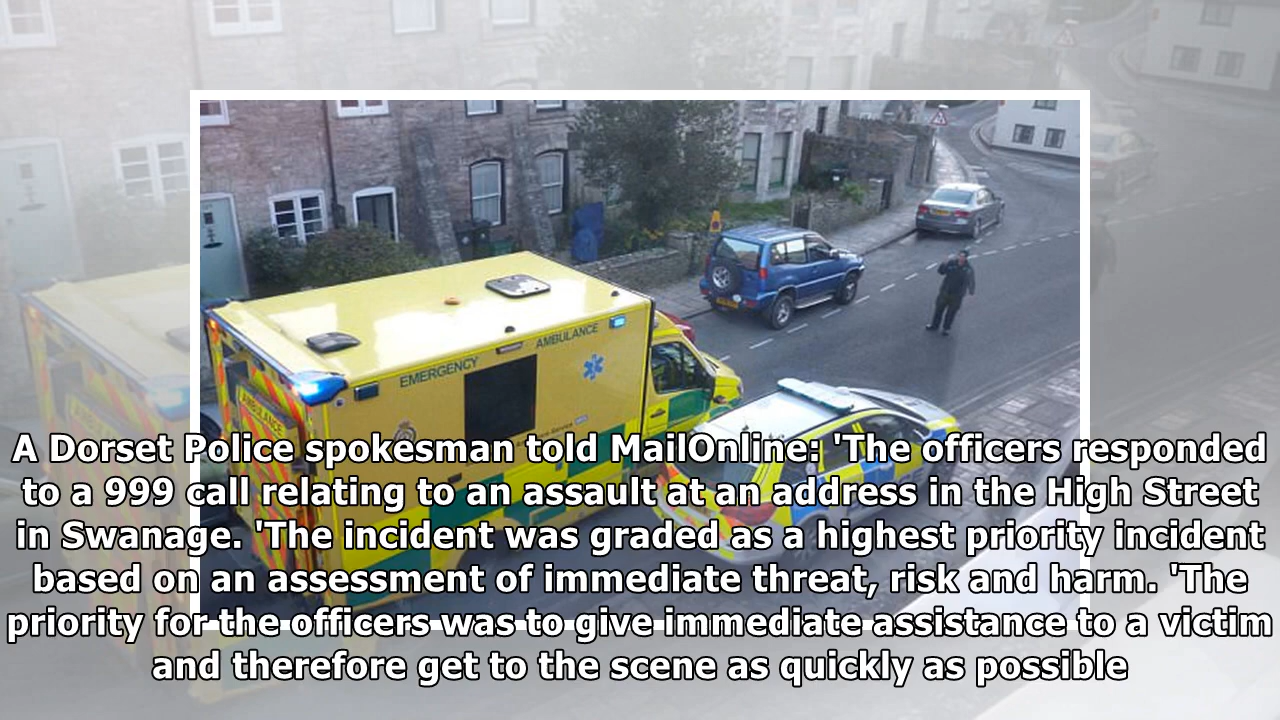 EMERGENCY
AMBULANCE
AMBULANCE
A Dorset Police spokesman told MailOnline: 'The officers responded
to a 999 call relating to an assault at an address in the High Street
in Swanage. 'The incident was graded as a highest priority incident
based on an assessment of immediate threat, risk and harm. 'The
priority for the officers was to give immediate assistance to a victim
and therefore get to the scene as quickly as possible